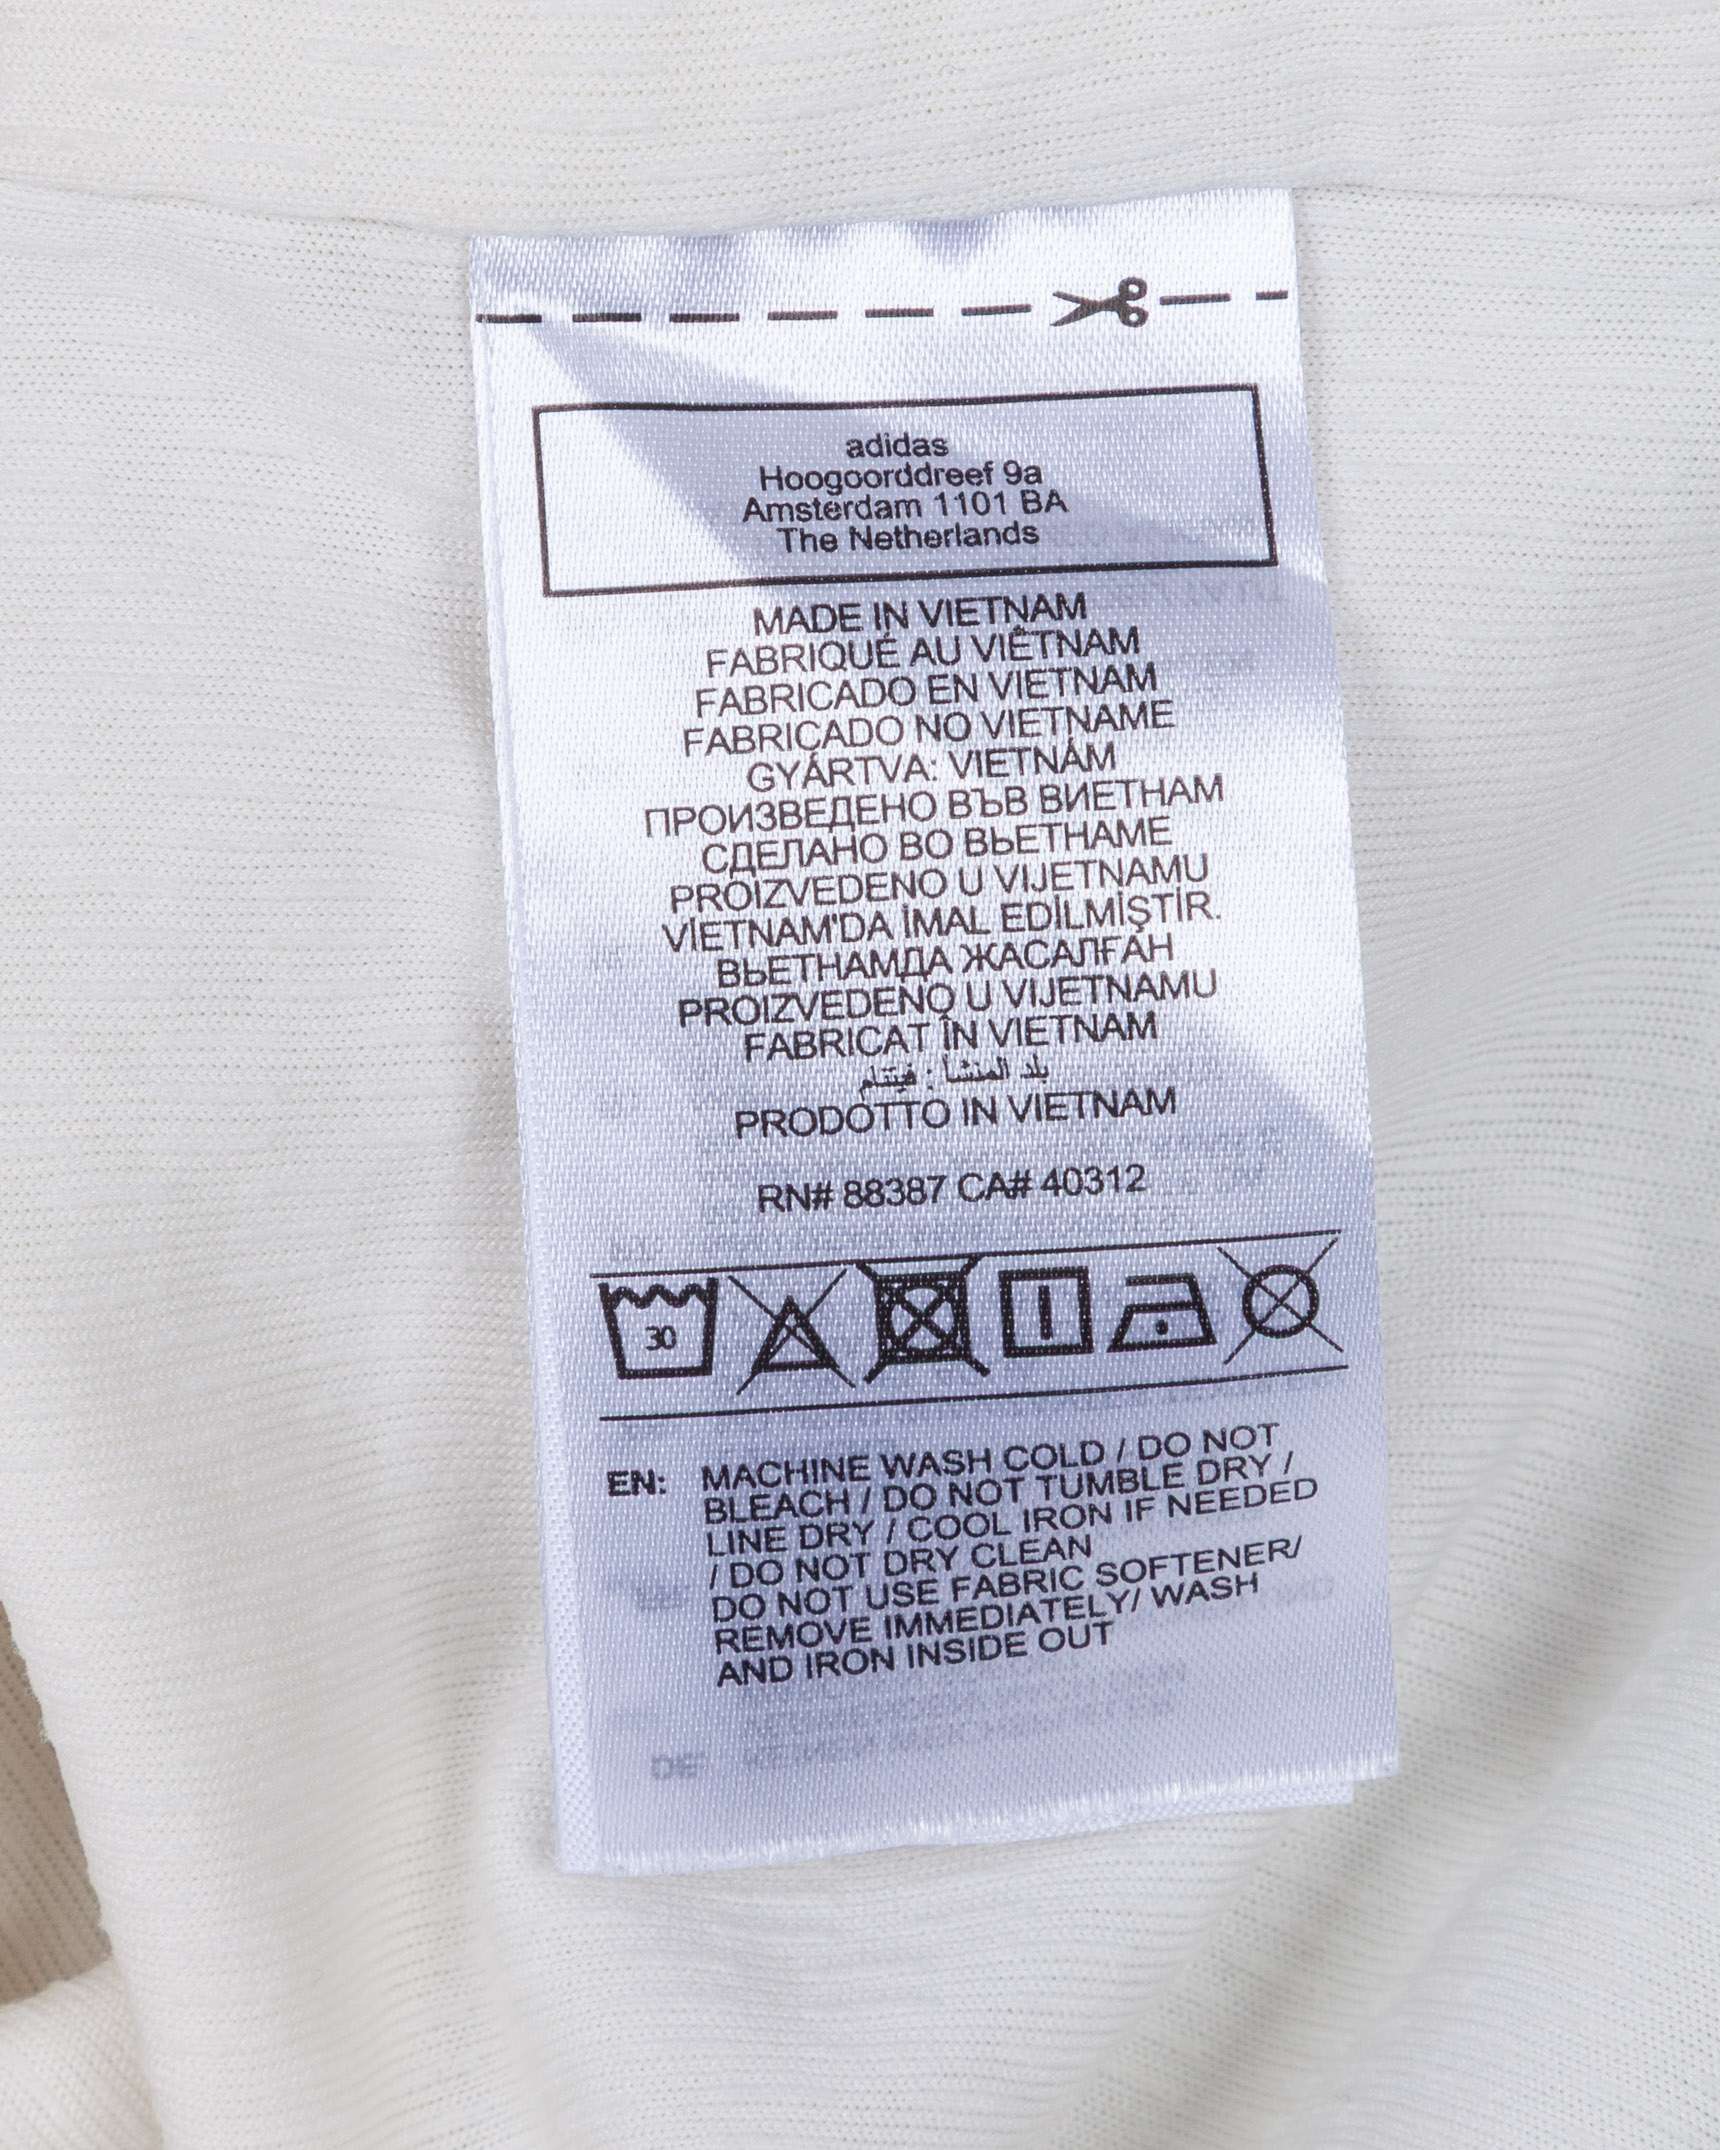 adidas
Hoogoorddreef 9a
Amsterdam 1101 BA
The Netherlands
MADE IN VIETNAM
FABRIQUÉ AU VIÊTNAM
FABRICADO EN VIETNAM
FABRICADO NO VIETNAME
GYÁRTVA: VIETNÁM
ПРОИЗВЕДЕНО ВЪВ ВИЕТНАМ
СДЕЛАНО ВО ВЬЕТНАМЕ
PROIZVEDENO U VIJETNAMU
VİETNAM'DA İMAL EDİLMİŞTİR.
ВЬЕТНАМДА ЖАСАЛҒАН
PROIZVEDENO U VIJETNAMU
FABRICAT ÎN VIETNAM
بلد المنشأ : فيتنام
PRODOTTO IN VIETNAM
RN# 88387 CA# 40312
30
EN: MACHINE WASH COLD / DO NOT
BLEACH / DO NOT TUMBLE DRY /
LINE DRY / COOL IRON IF NEEDED
/ DO NOT DRY CLEAN
DO NOT USE FABRIC SOFTENER/
REMOVE IMMEDIATELY/ WASH
AND IRON INSIDE OUT
DE